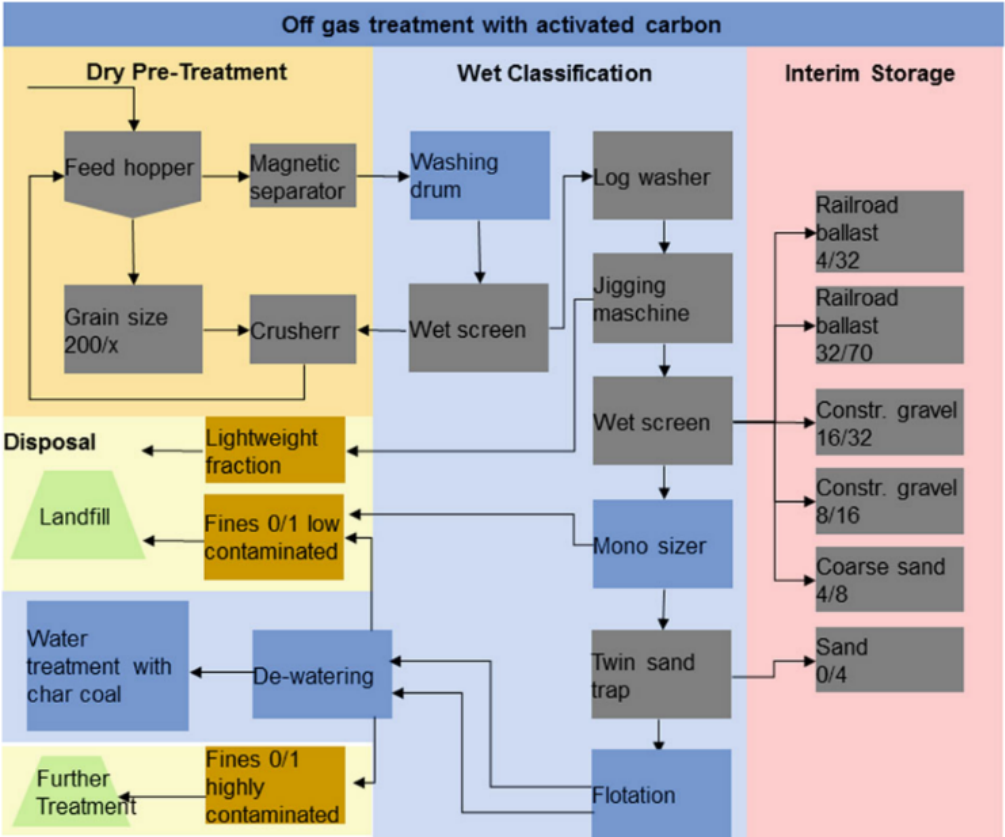 Off gas treatment with activated carbon
Dry Pre-Treatment
Wet Classification
Interim Storage
Feed hopper
Magnetic
separator
Washing
drum
Log washer
Railroad
ballast
4/32
Grain size
200/x
Crusherr
Wet screen
Jigging
maschine
Railroad
ballast
32/70
Wet screen
Constr. gravel
16/32
Disposal
Lightweight
fraction
Landfill
Fines 0/1 low
contaminated
Mono sizer
Constr. gravel
8/16
Coarse sand
4/8
Water
treatment with
char coal
De-watering
Twin sand
trap
Sand
0/4
Further
Treatment
Fines 0/1
highly
contaminated
Flotation